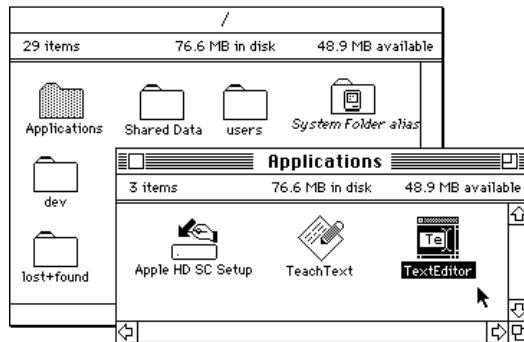 /
29 items 76.6 MB in disk 48.9 MB available
Applications Shared Data users System Folder alias
dev
lost+found
Applications
3 items 76.6 MB in disk 48.9 MB available
Te
Apple HD SC Setup TeachText TextEditor